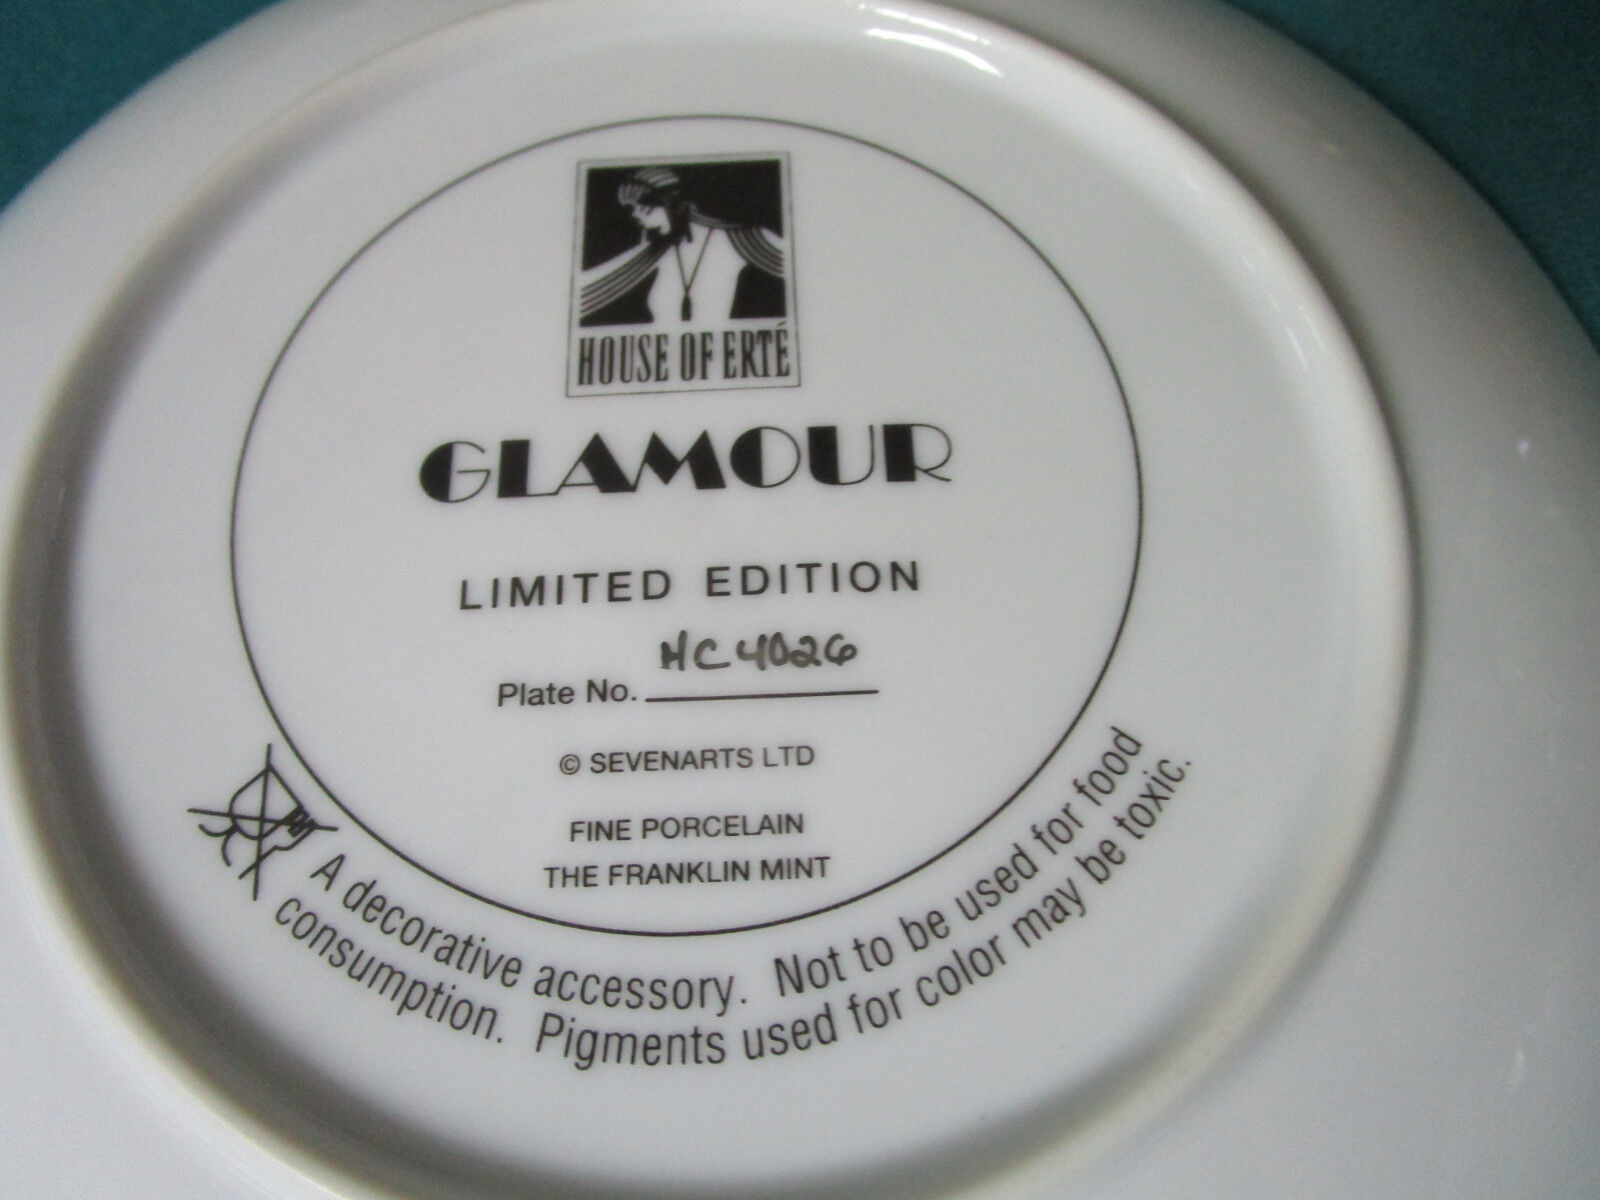 HOUSE OF ERTÉ
GLAMOUR
LIMITED EDITION
Plate No. HC4026
© SEVENARTS LTD
FINE PORCELAIN
THE FRANKLIN MINT
A decorative accessory. Not to be used for food
consumption. Pigments used for color may be toxic.